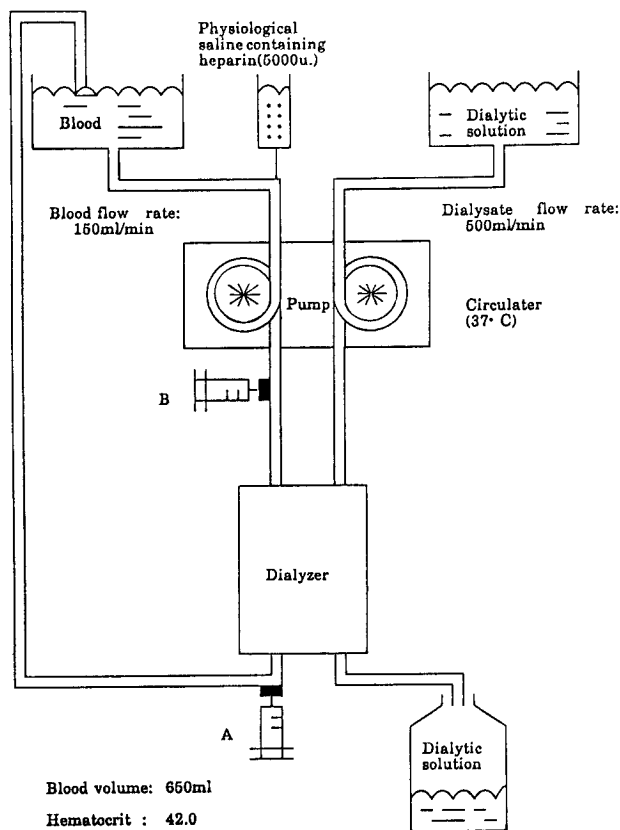 Physiological
saline containing
heparin(5000u.)
Blood
Dialytic
solution
Blood flow rate:
150ml/min
Dialysate flow rate:
500ml/min
Pump
Circulater
(37• C)
B
Dialyzer
A
Dialytic
solution
Blood volume: 650ml
Hematocrit : 42.0